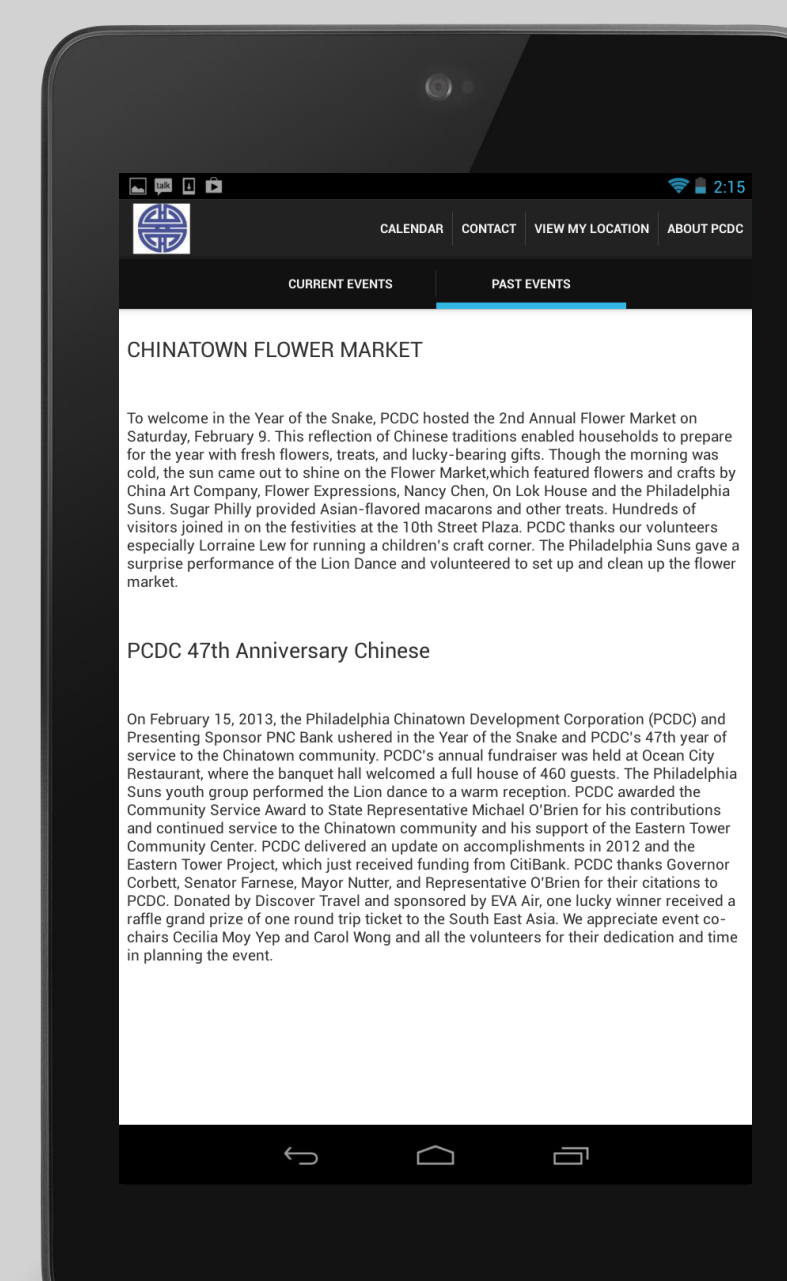 talk
2:15
CALENDAR CONTACT VIEW MY LOCATION ABOUT PCDC
CURRENT EVENTS PAST EVENTS
CHINATOWN FLOWER MARKET
To welcome in the Year of the Snake, PCDC hosted the 2nd Annual Flower Market on
Saturday, February 9. This reflection of Chinese traditions enabled households to prepare
for the year with fresh flowers, treats, and lucky-bearing gifts. Though the morning was
cold, the sun came out to shine on the Flower Market,which featured flowers and crafts by
China Art Company, Flower Expressions, Nancy Chen, On Lok House and the Philadelphia
Suns. Sugar Philly provided Asian-flavored macarons and other treats. Hundreds of
visitors joined in on the festivities at the 10th Street Plaza. PCDC thanks our volunteers
especially Lorraine Lew for running a children's craft corner. The Philadelphia Suns gave a
surprise performance of the Lion Dance and volunteered to set up and clean up the flower
market.
PCDC 47th Anniversary Chinese
On February 15, 2013, the Philadelphia Chinatown Development Corporation (PCDC) and
Presenting Sponsor PNC Bank ushered in the Year of the Snake and PCDC's 47th year of
service to the Chinatown community. PCDC's annual fundraiser was held at Ocean City
Restaurant, where the banquet hall welcomed a full house of 460 guests. The Philadelphia
Suns youth group performed the Lion dance to a warm reception. PCDC awarded the
Community Service Award to State Representative Michael O'Brien for his contributions
and continued service to the Chinatown community and his support of the Eastern Tower
Community Center. PCDC delivered an update on accomplishments in 2012 and the
Eastern Tower Project, which just received funding from CitiBank. PCDC thanks Governor
Corbett, Senator Farnese, Mayor Nutter, and Representative O'Brien for their citations to
PCDC. Donated by Discover Travel and sponsored by EVA Air, one lucky winner received a
raffle grand prize of one round trip ticket to the South East Asia. We appreciate event co-
chairs Cecilia Moy Yep and Carol Wong and all the volunteers for their dedication and time
in planning the event.